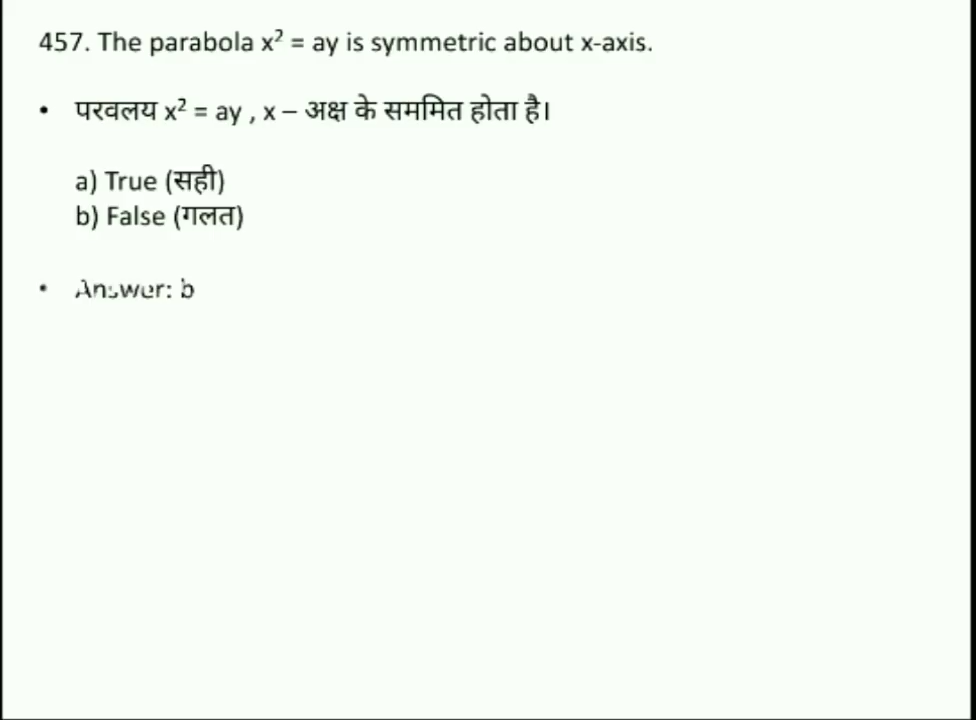 457. The parabola x² = ay is symmetric about x-axis.
• परवलय x² = ay , x – अक्ष के सममित होता है।
a) True (सही)
b) False (गलत)
• Answer: b